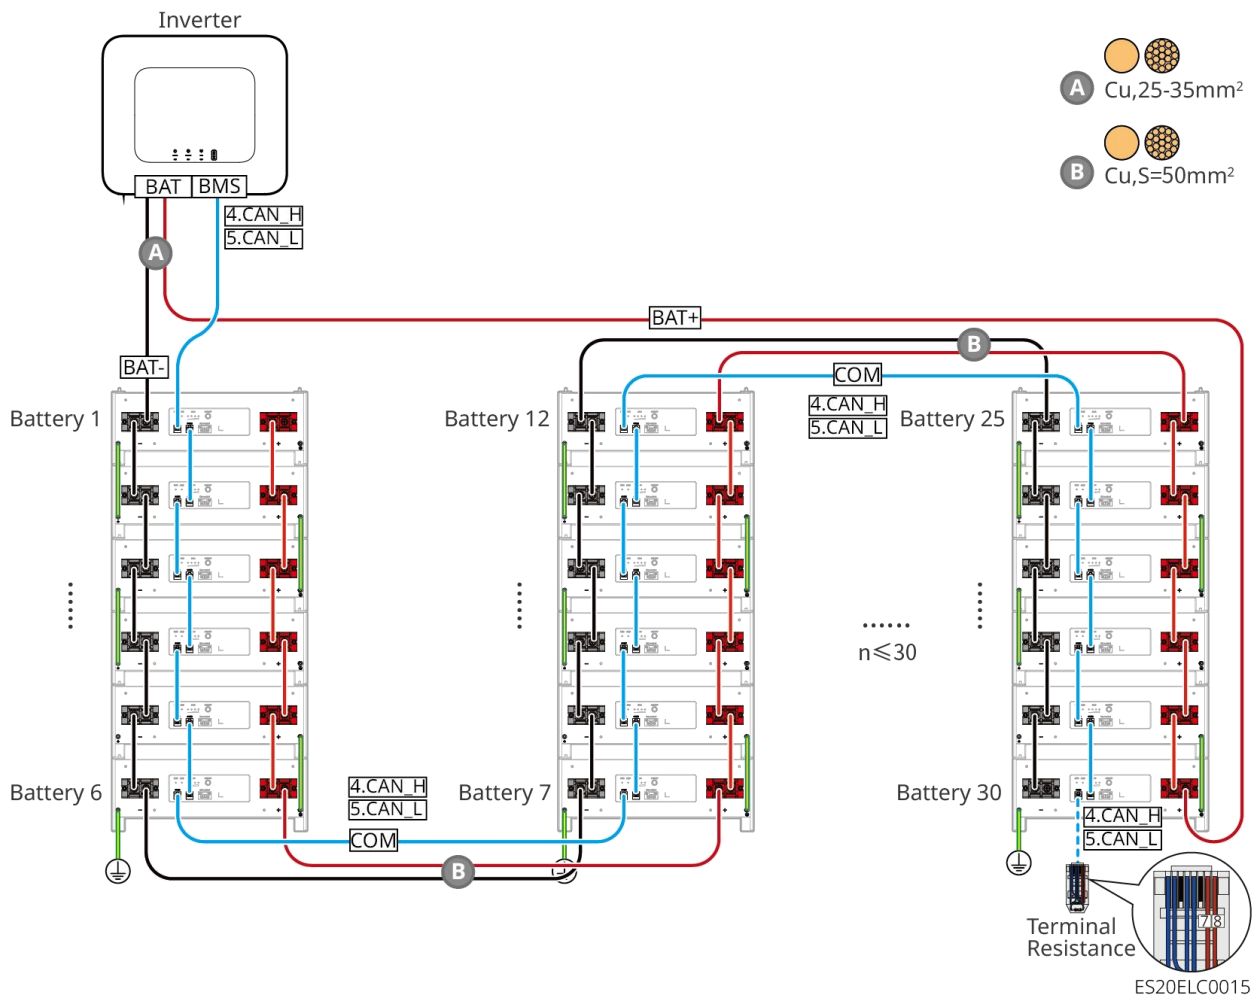 Inverter
BAT
BMS
4.CAN_H
5.CAN_L
A
Cu,25-35mm²
B
Cu,S=50mm²
A
BAT+
BAT-
B
COM
4.CAN_H
5.CAN_L
Battery 1
Battery 12
Battery 25
n≤30
Battery 6
4.CAN_H
5.CAN_L
COM
B
Battery 7
Battery 30
4.CAN_H
5.CAN_L
Terminal
Resistance
7 8
ES20ELC0015